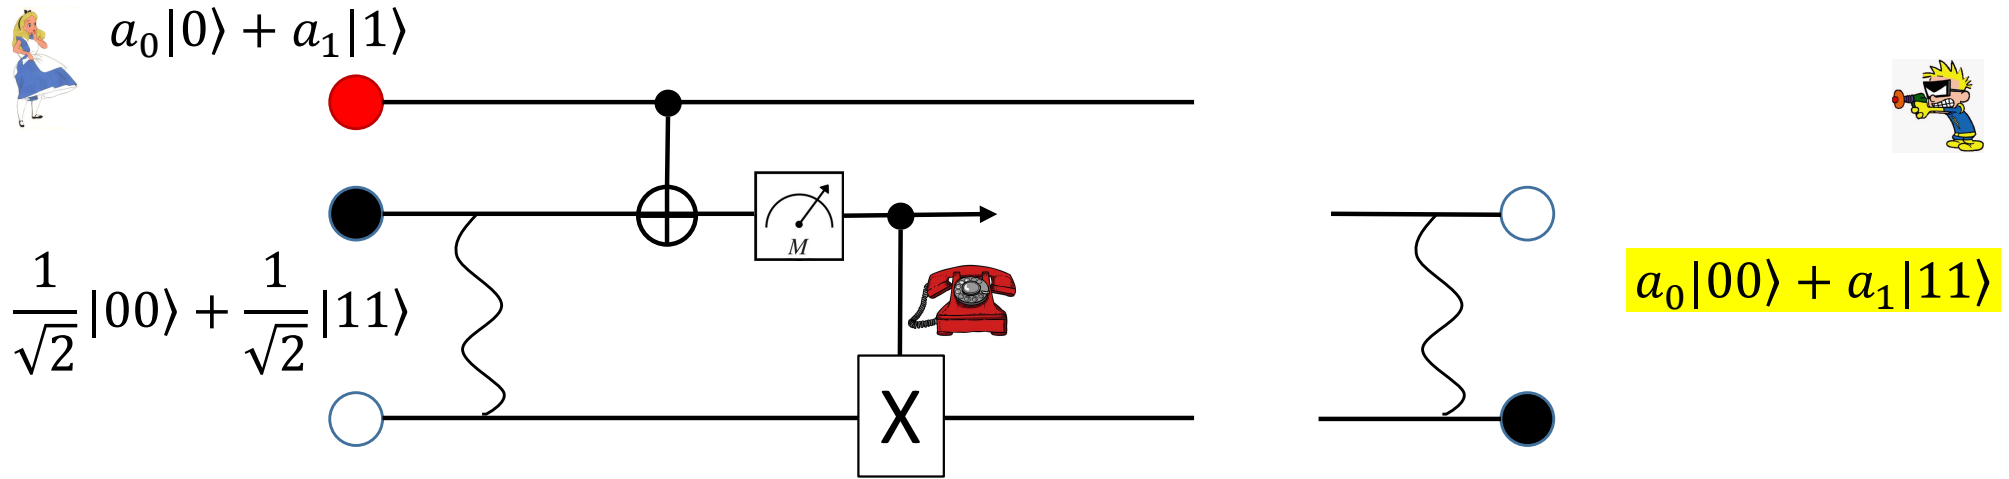 a₀|0⟩ + a₁|1⟩
M
1/√2 |00⟩ + 1/√2 |11⟩
a₀|00⟩ + a₁|11⟩
X